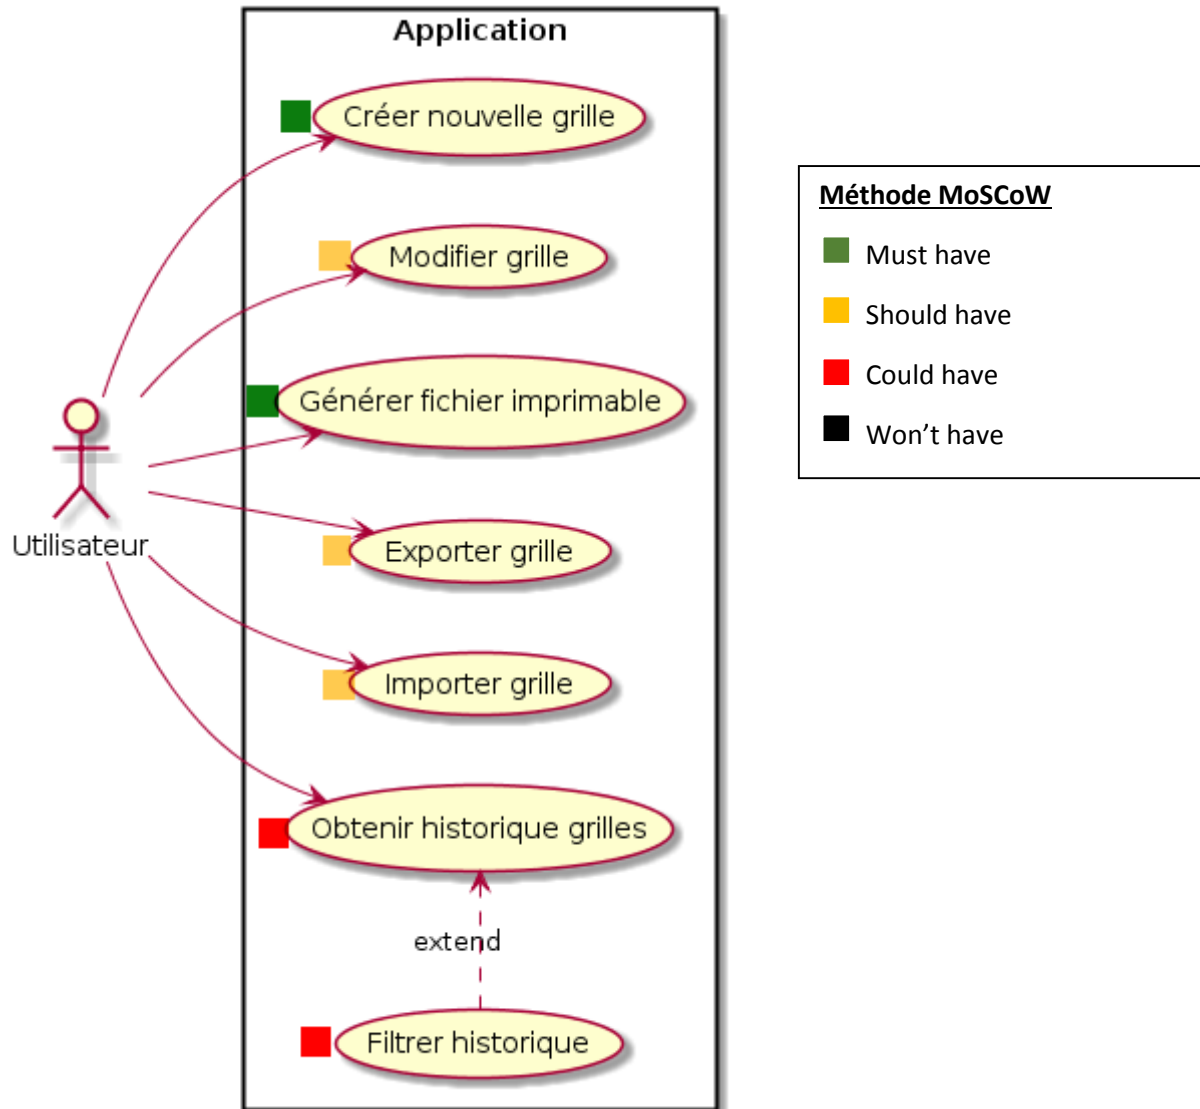 Application
Créer nouvelle grille
Modifier grille
Générer fichier imprimable
Utilisateur
Exporter grille
Importer grille
Obtenir historique grilles
extend
Filtrer historique
Méthode MoSCoW
Must have
Should have
Could have
Won’t have